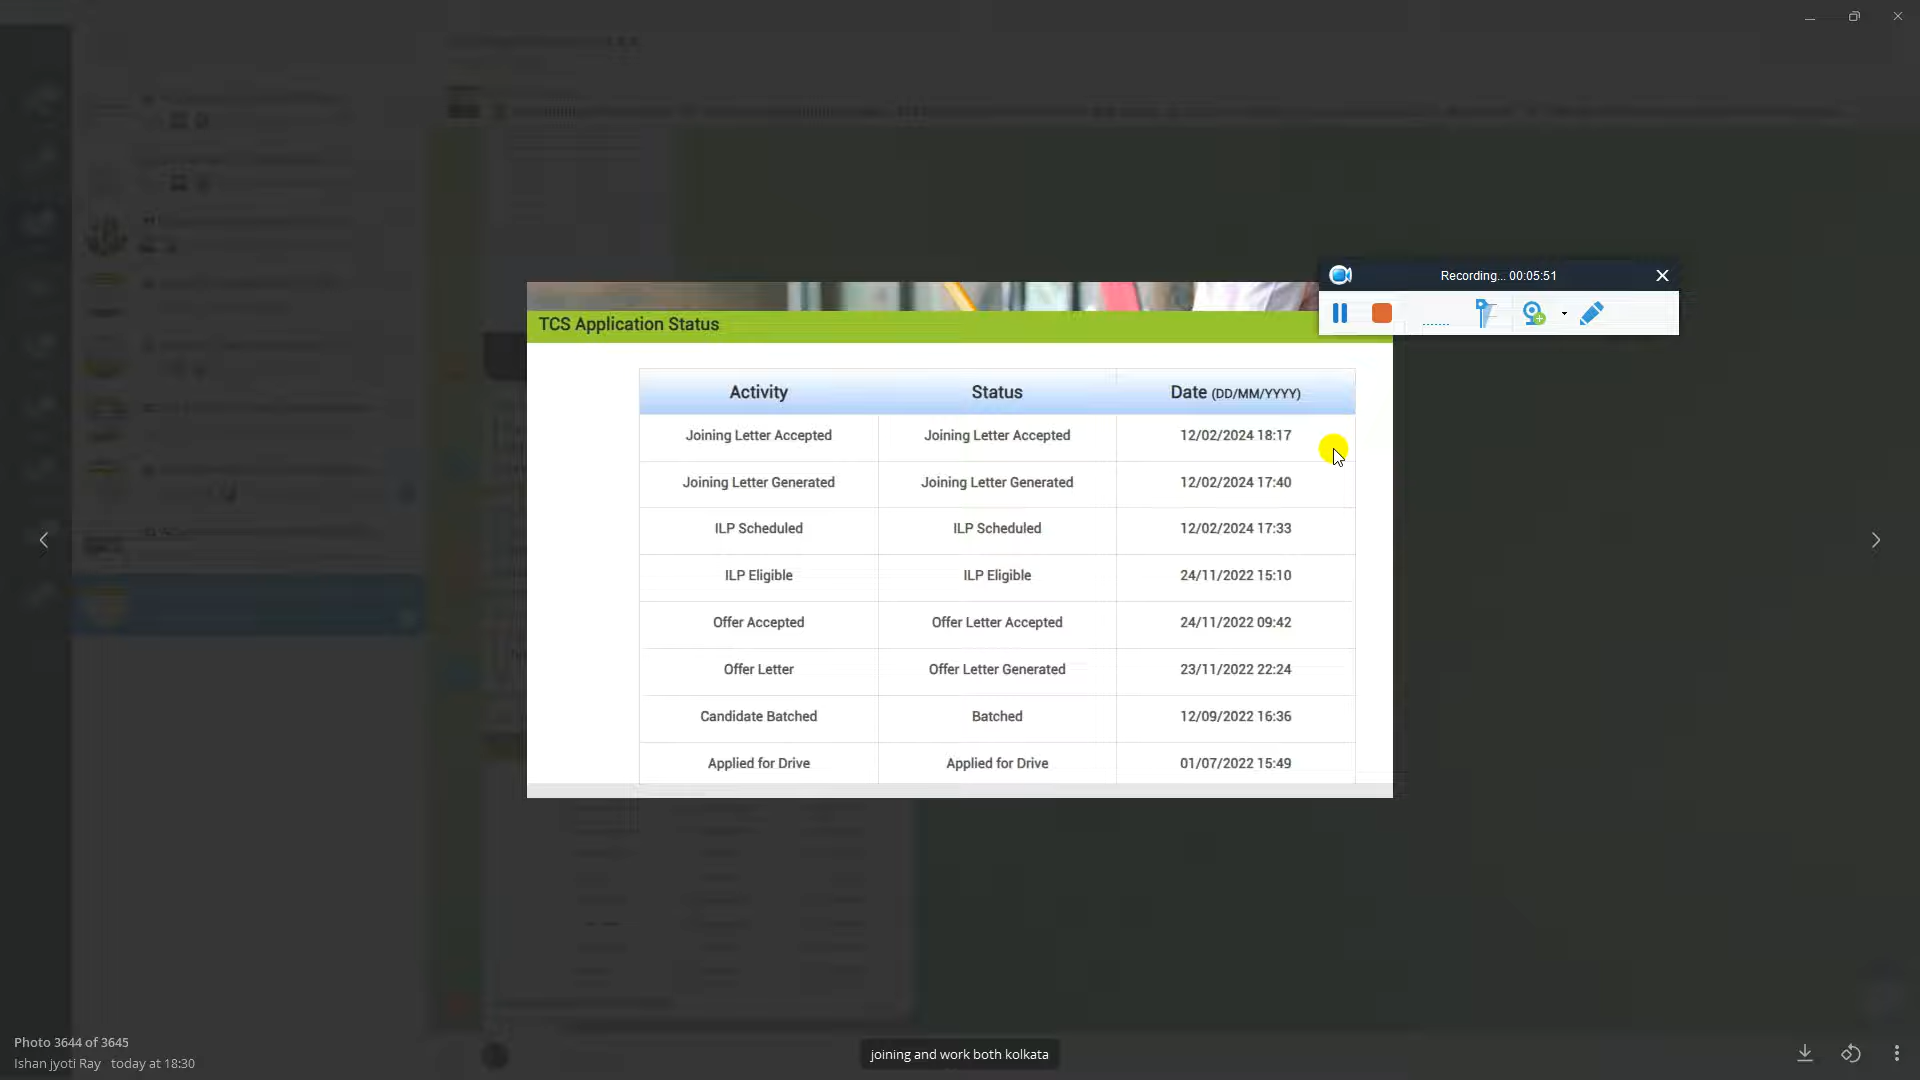 Recording... 00:05:51
TCS Application Status
Activity Status Date (DD/MM/YYYY)
Joining Letter Accepted Joining Letter Accepted 12/02/2024 18:17
Joining Letter Generated Joining Letter Generated 12/02/2024 17:40
ILP Scheduled ILP Scheduled 12/02/2024 17:33
ILP Eligible ILP Eligible 24/11/2022 15:10
Offer Accepted Offer Letter Accepted 24/11/2022 09:42
Offer Letter Offer Letter Generated 23/11/2022 22:24
Candidate Batched Batched 12/09/2022 16:36
Applied for Drive Applied for Drive 01/07/2022 15:49
Photo 3644 of 3645
Ishan jyoti Ray today at 18:30
joining and work both kolkata